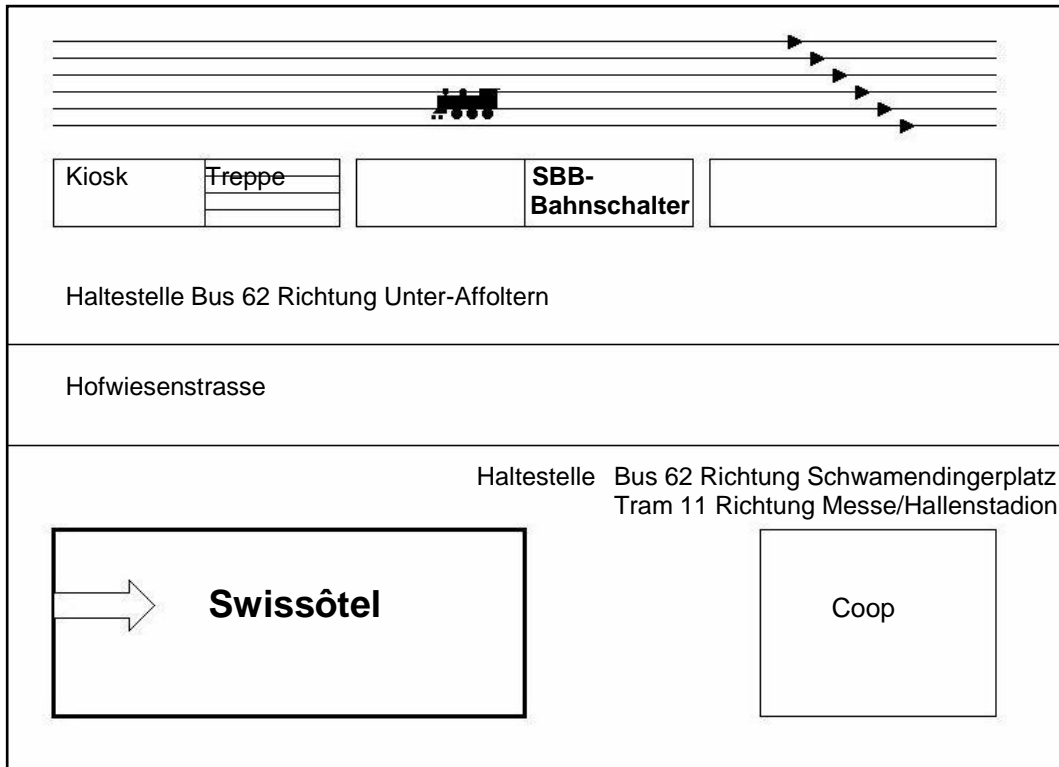 Kiosk
Treppe
SBB-
Bahnschalter
Haltestelle Bus 62 Richtung Unter-Affoltern
Hofwiesenstrasse
Haltestelle Bus 62 Richtung Schwamendingerplatz
Tram 11 Richtung Messe/Hallenstadion
Swissôtel
Coop